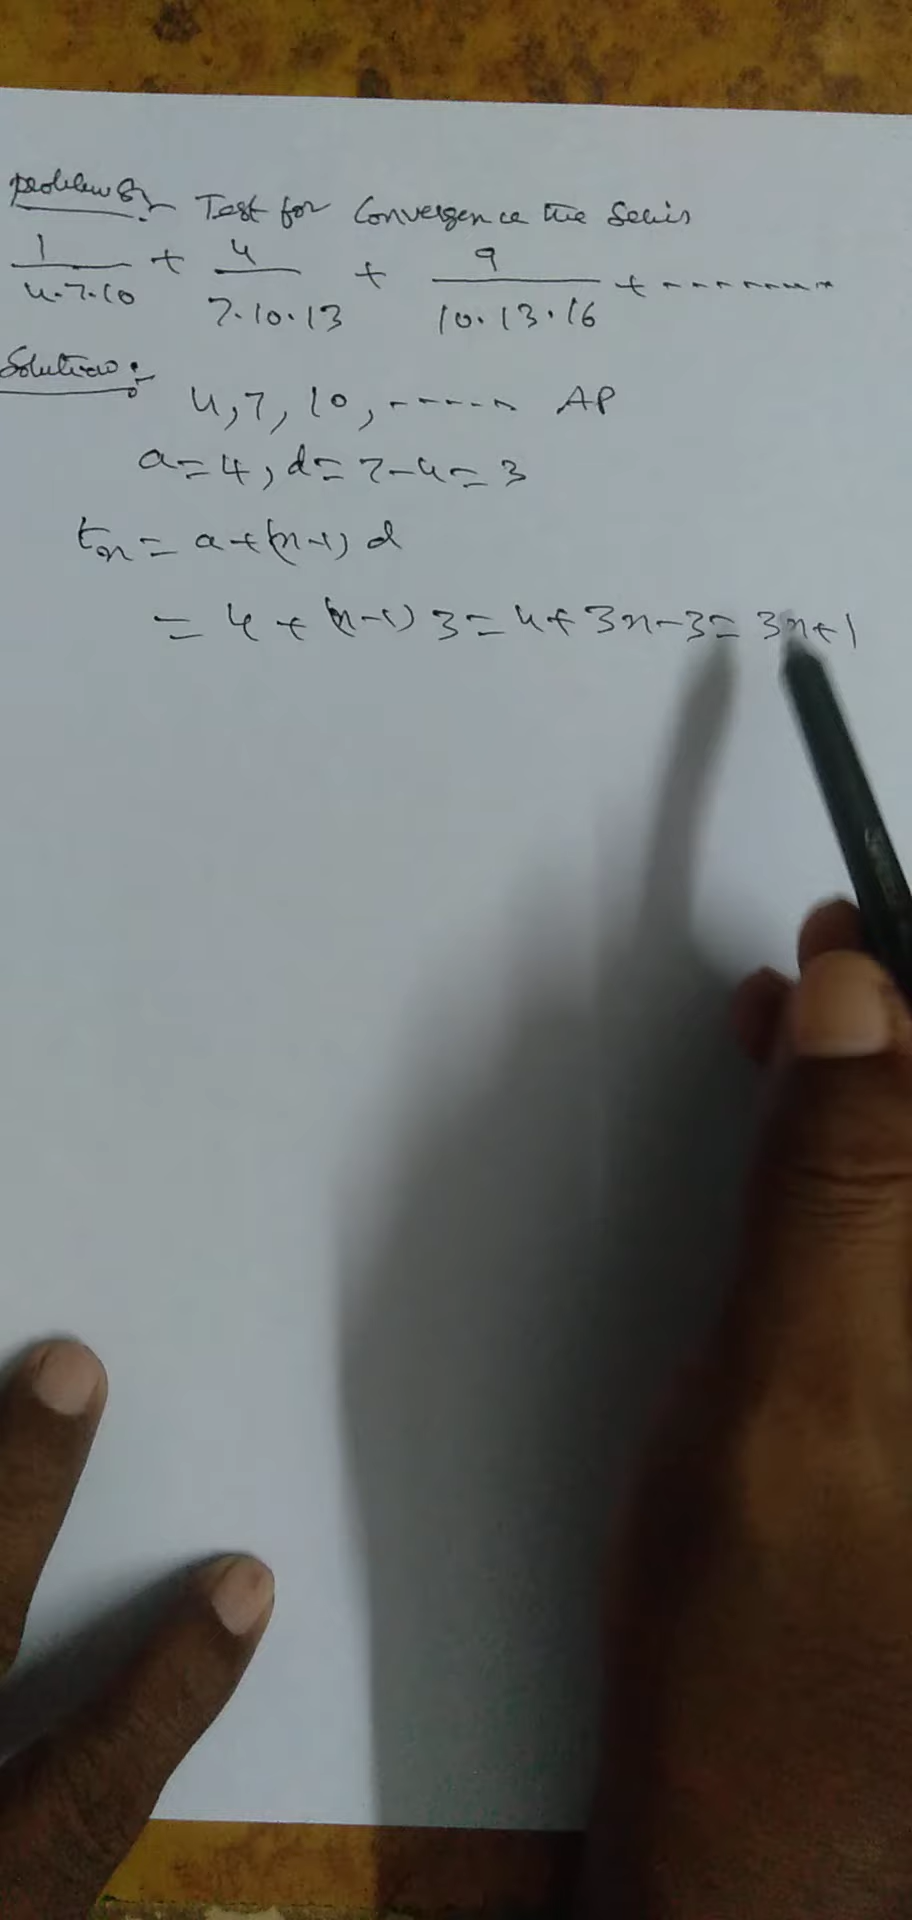 problem 8:- Test for Convergence the Series
1/4.7.10 + 4/7.10.13 + 9/10.13.16 + --------
Solution:-
4, 7, 10, ------ AP
a = 4, d = 7-4 = 3
tn = a + (n-1) d
= 4 + (n-1) 3 = 4 + 3n - 3 = 3n + 1